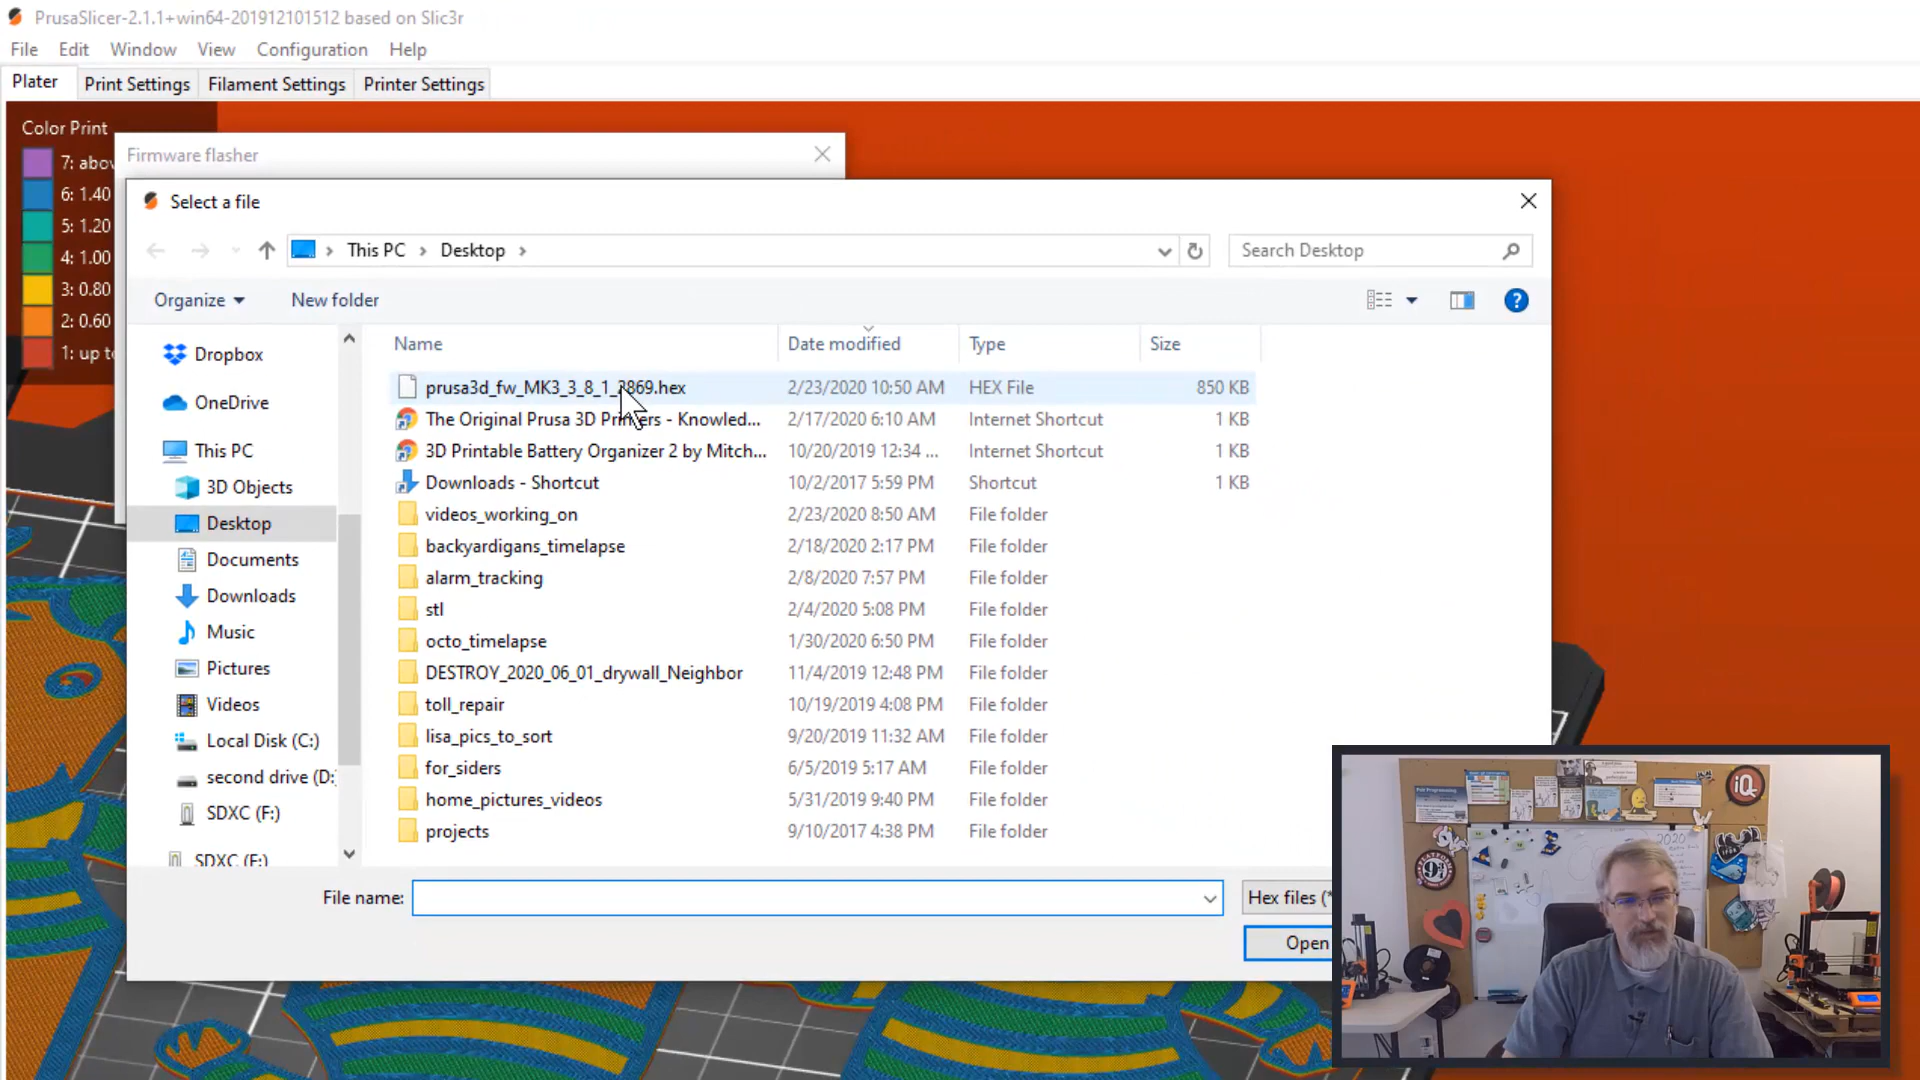 PrusaSlicer-2.1.1+win64-201912101512 based on Slic3r
File Edit Window View Configuration Help
Plater Print Settings Filament Settings Printer Settings
Color Print
7: abov
6: 1.40
5: 1.20
4: 1.00
3: 0.80
2: 0.60
1: up to
Firmware flasher
Select a file
This PC Desktop
Search Desktop
Organize New folder
Dropbox
OneDrive
This PC
3D Objects
Desktop
Documents
Downloads
Music
Pictures
Videos
Local Disk (C:)
second drive (D:
SDXC (F:)
SDXC (F:)
Name Date modified Type Size
prusa3d_fw_MK3_3_8_1_2869.hex 2/23/2020 10:50 AM HEX File 850 KB
The Original Prusa 3D Printers - Knowled... 2/17/2020 6:10 AM Internet Shortcut 1 KB
3D Printable Battery Organizer 2 by Mitch... 10/20/2019 12:34 ... Internet Shortcut 1 KB
Downloads - Shortcut 10/2/2017 5:59 PM Shortcut 1 KB
videos_working_on 2/23/2020 8:50 AM File folder
backyardigans_timelapse 2/18/2020 2:17 PM File folder
alarm_tracking 2/8/2020 7:57 PM File folder
stl 2/4/2020 5:08 PM File folder
octo_timelapse 1/30/2020 6:50 PM File folder
DESTROY_2020_06_01_drywall_Neighbor 11/4/2019 12:48 PM File folder
toll_repair 10/19/2019 4:08 PM File folder
lisa_pics_to_sort 9/20/2019 11:32 AM File folder
for_siders 6/5/2019 5:17 AM File folder
home_pictures_videos 5/31/2019 9:40 PM File folder
projects 9/10/2017 4:38 PM File folder
File name:
Hex files (*
Open
iQ
2020